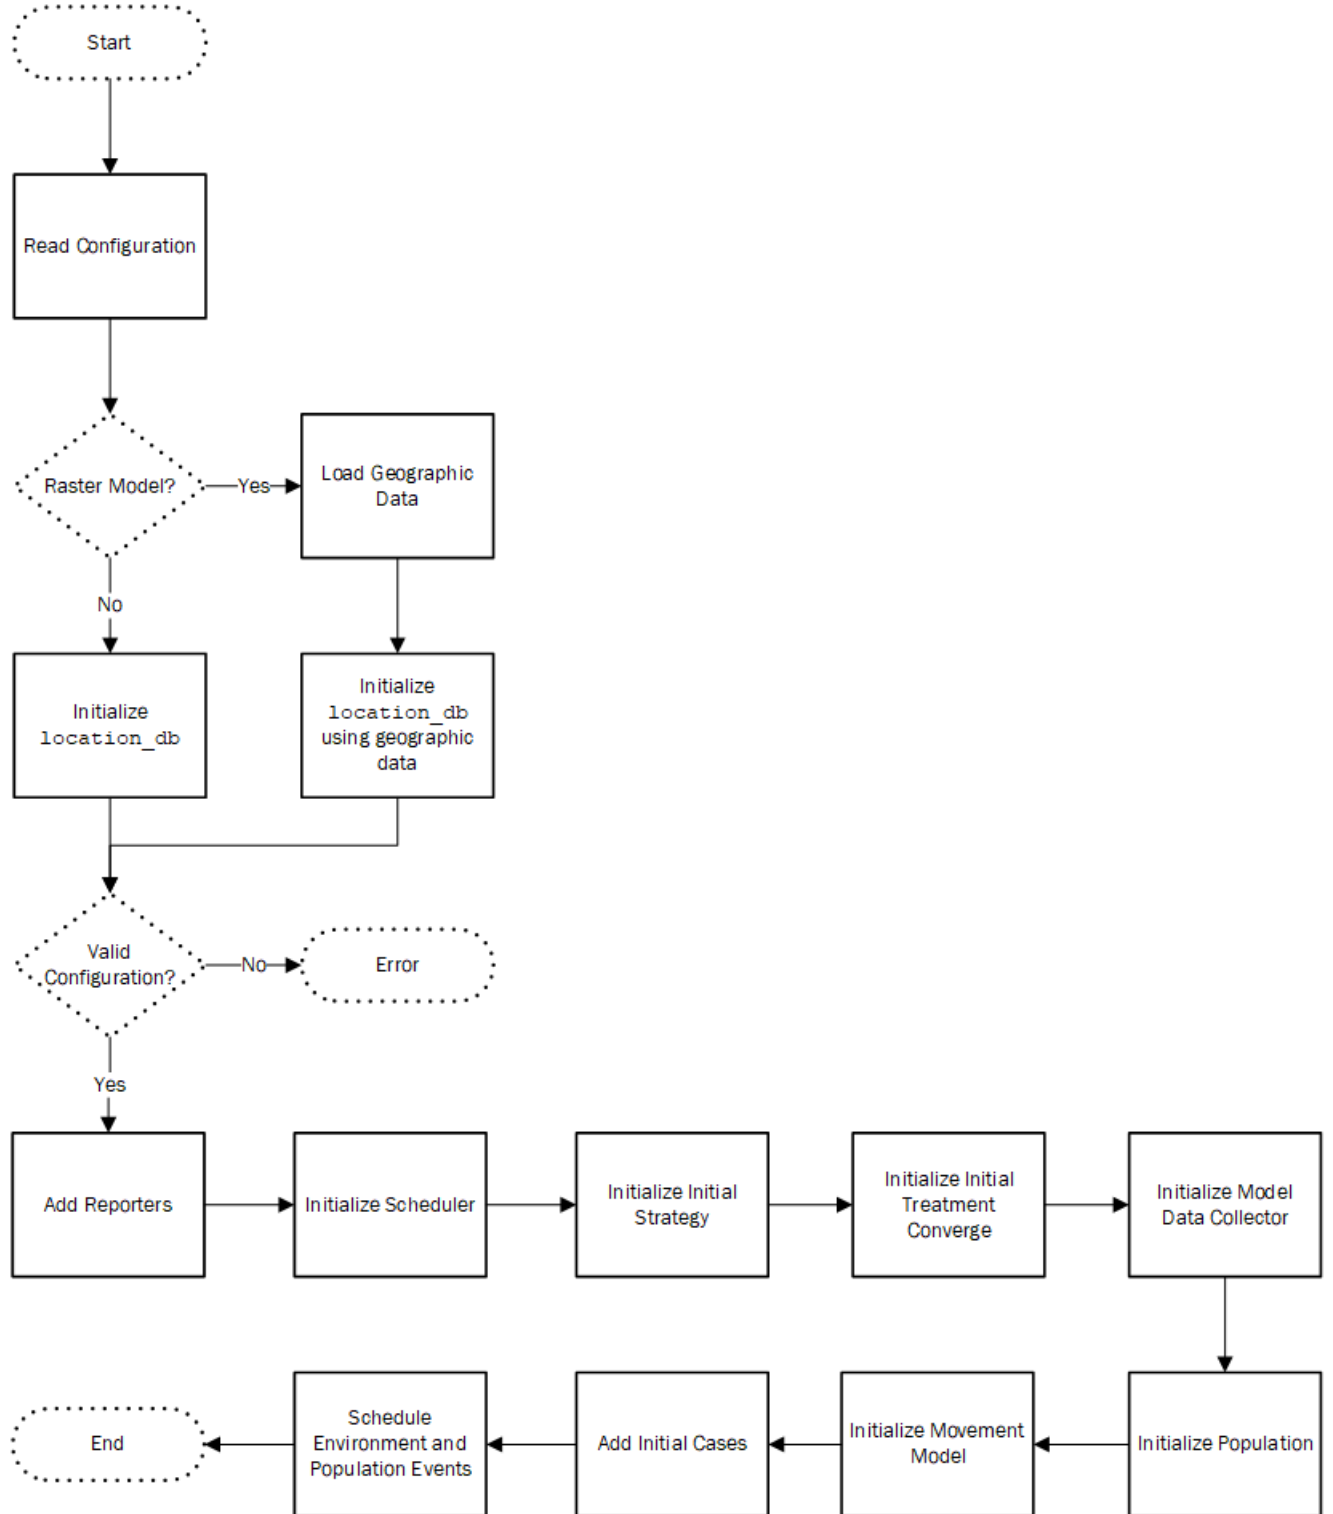 Start
Read Configuration
Raster Model?
Yes
Load Geographic
Data
No
Initialize
location_db
Initialize
location_db
using geographic
data
Valid
Configuration?
No
Error
Yes
Add Reporters
Initialize Scheduler
Initialize Initial
Strategy
Initialize Initial
Treatment
Converge
Initialize Model
Data Collector
End
Schedule
Environment and
Population Events
Add Initial Cases
Initialize Movement
Model
Initialize Population